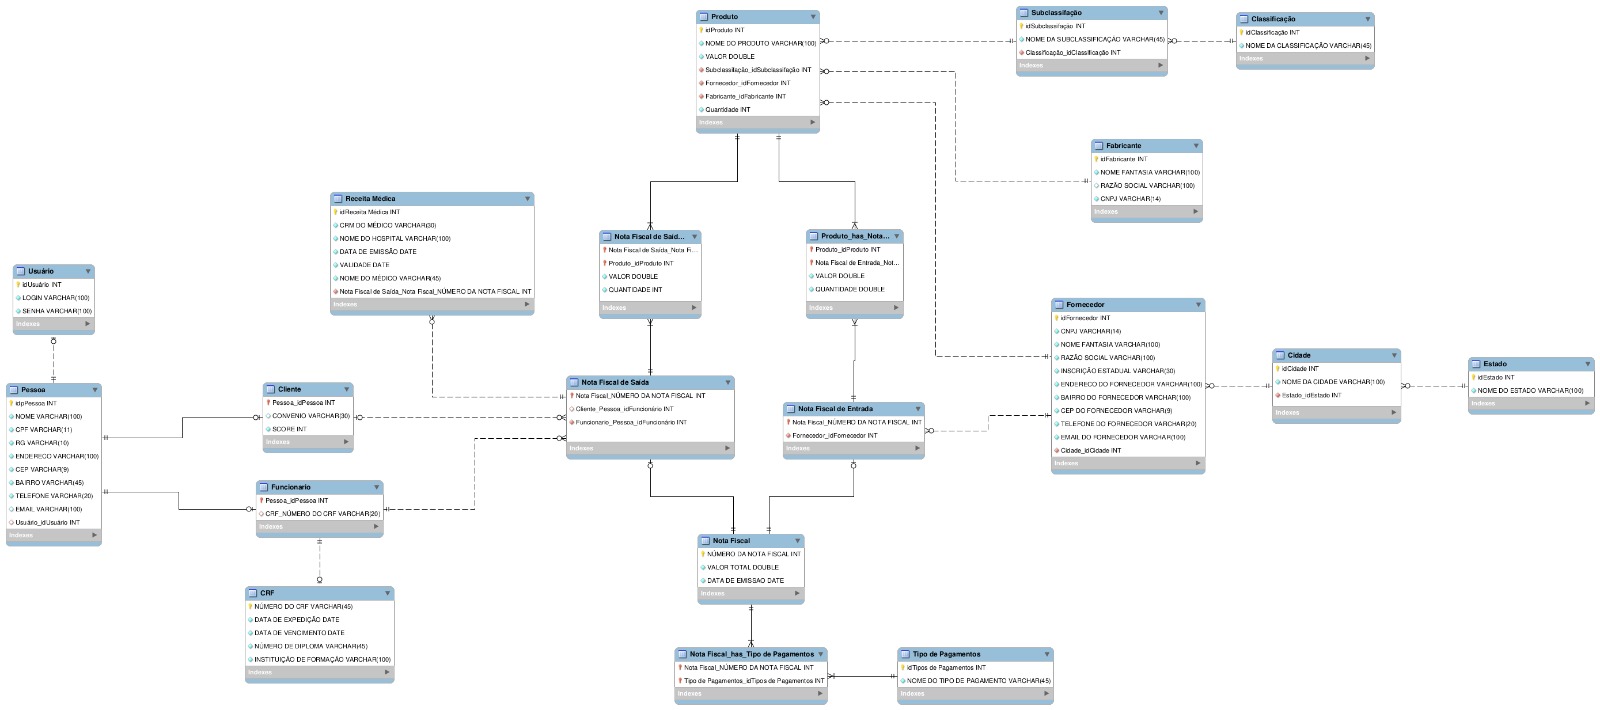 Produto
idProduto INT
NOME DO PRODUTO VARCHAR(100)
VALOR DOUBLE
Subclassifação_idSubclassifação INT
Fornecedor_idFornecedor INT
Fabricante_idFabricante INT
Quantidade INT
Indexes
Subclassifação
idSubclassifação INT
NOME DA SUBCLASSIFICAÇÃO VARCHAR(45)
Classificação_idClassificação INT
Indexes
Classificação
idClassificação INT
NOME DA CLASSIFICAÇÃO VARCHAR(45)
Indexes
Fabricante
idFabricante INT
NOME FANTASIA VARCHAR(100)
RAZÃO SOCIAL VARCHAR(100)
CNPJ VARCHAR(14)
Indexes
Receita Médica
idReceita Médica INT
CRM DO MÉDICO VARCHAR(30)
NOME DO HOSPITAL VARCHAR(100)
DATA DE EMISSÃO DATE
VALIDADE DATE
NOME DO MÉDICO VARCHAR(45)
Nota Fiscal de Saída_Nota Fiscal_NÚMERO DA NOTA FISCAL INT
Indexes
Nota Fiscal de Saíd...
Nota Fiscal de Saída_Nota Fi...
Produto_idProduto INT
VALOR DOUBLE
QUANTIDADE INT
Indexes
Produto_has_Nota...
Produto_idProduto INT
Nota Fiscal de Entrada_Not...
VALOR DOUBLE
QUANTIDADE DOUBLE
Indexes
Usuário
idUsuário INT
LOGIN VARCHAR(100)
SENHA VARCHAR(100)
Indexes
Fornecedor
idFornecedor INT
CNPJ VARCHAR(14)
NOME FANTASIA VARCHAR(100)
RAZÃO SOCIAL VARCHAR(100)
INSCRIÇÃO ESTADUAL VARCHAR(30)
ENDERECO DO FORNECEDOR VARCHAR(100)
BAIRRO DO FORNECEDOR VARCHAR(100)
CEP DO FORNECEDOR VARCHAR(9)
TELEFONE DO FORNECEDOR VARCHAR(20)
EMAIL DO FORNECEDOR VARCHAR(100)
Cidade_idCidade INT
Indexes
Cidade
idCidade INT
NOME DA CIDADE VARCHAR(100)
Estado_idEstado INT
Indexes
Estado
idEstado INT
NOME DO ESTADO VARCHAR(100)
Indexes
Pessoa
idpPessoa INT
NOME VARCHAR(100)
CPF VARCHAR(11)
RG VARCHAR(10)
ENDERECO VARCHAR(100)
CEP VARCHAR(9)
BAIRRO VARCHAR(45)
TELEFONE VARCHAR(20)
EMAIL VARCHAR(100)
Usuário_idUsuário INT
Indexes
Cliente
Pessoa_idPessoa INT
CONVENIO VARCHAR(30)
SCORE INT
Indexes
Nota Fiscal de Saída
Nota Fiscal_NÚMERO DA NOTA FISCAL INT
Cliente_Pessoa_idFuncionário INT
Funcionario_Pessoa_idFuncionário INT
Indexes
Nota Fiscal de Entrada
Nota Fiscal_NÚMERO DA NOTA FISCAL INT
Fornecedor_idFornecedor INT
Indexes
Funcionario
Pessoa_idPessoa INT
CRF_NÚMERO DO CRF VARCHAR(20)
Indexes
Nota Fiscal
NÚMERO DA NOTA FISCAL INT
VALOR TOTAL DOUBLE
DATA DE EMISSAO DATE
Indexes
CRF
NÚMERO DO CRF VARCHAR(45)
DATA DE EXPEDIÇÃO DATE
DATA DE VENCIMENTO DATE
NÚMERO DE DIPLOMA VARCHAR(45)
INSTITUIÇÃO DE FORMAÇÃO VARCHAR(100)
Indexes
Nota Fiscal_has_Tipo de Pagamentos
Nota Fiscal_NÚMERO DA NOTA FISCAL INT
Tipo de Pagamentos_idTipos de Pagamentos INT
Indexes
Tipo de Pagamentos
idTipos de Pagamentos INT
NOME DO TIPO DE PAGAMENTO VARCHAR(45)
Indexes